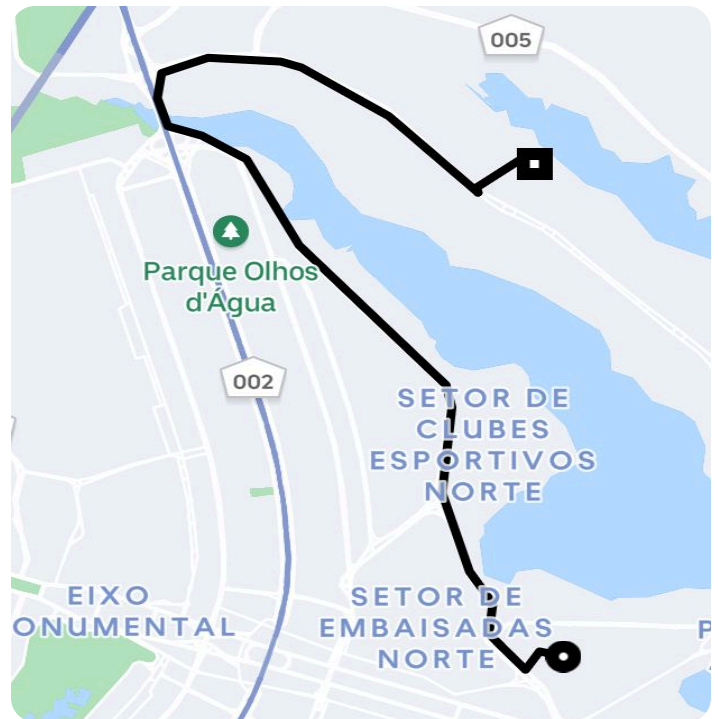 005
Parque Olhos
d'Água
002
SETOR DE
CLUBES
ESPORTIVOS
NORTE
EIXO
ONUMENTAL
SETOR DE
EMBAISADAS
NORTE
P